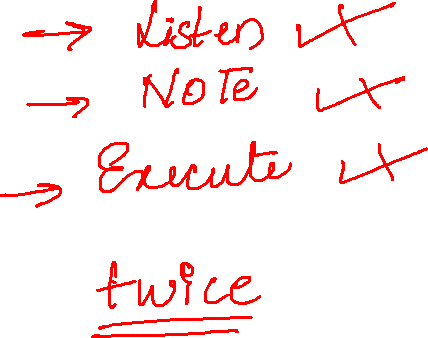 → Listen ✓
→ NOTe ✓
→ Execute ✓
twice